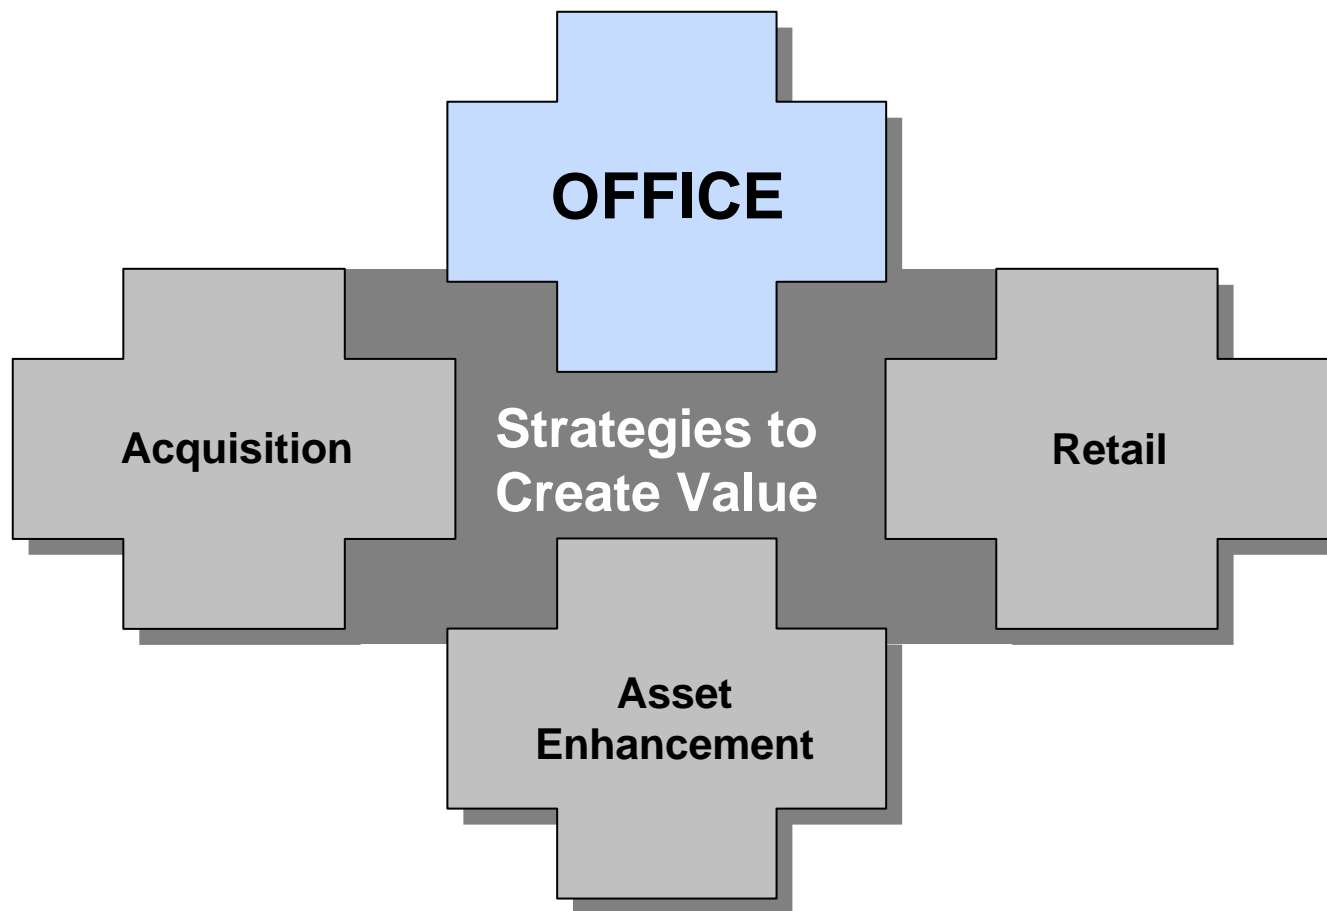 OFFICE
Acquisition
Strategies to
Create Value
Retail
Asset
Enhancement